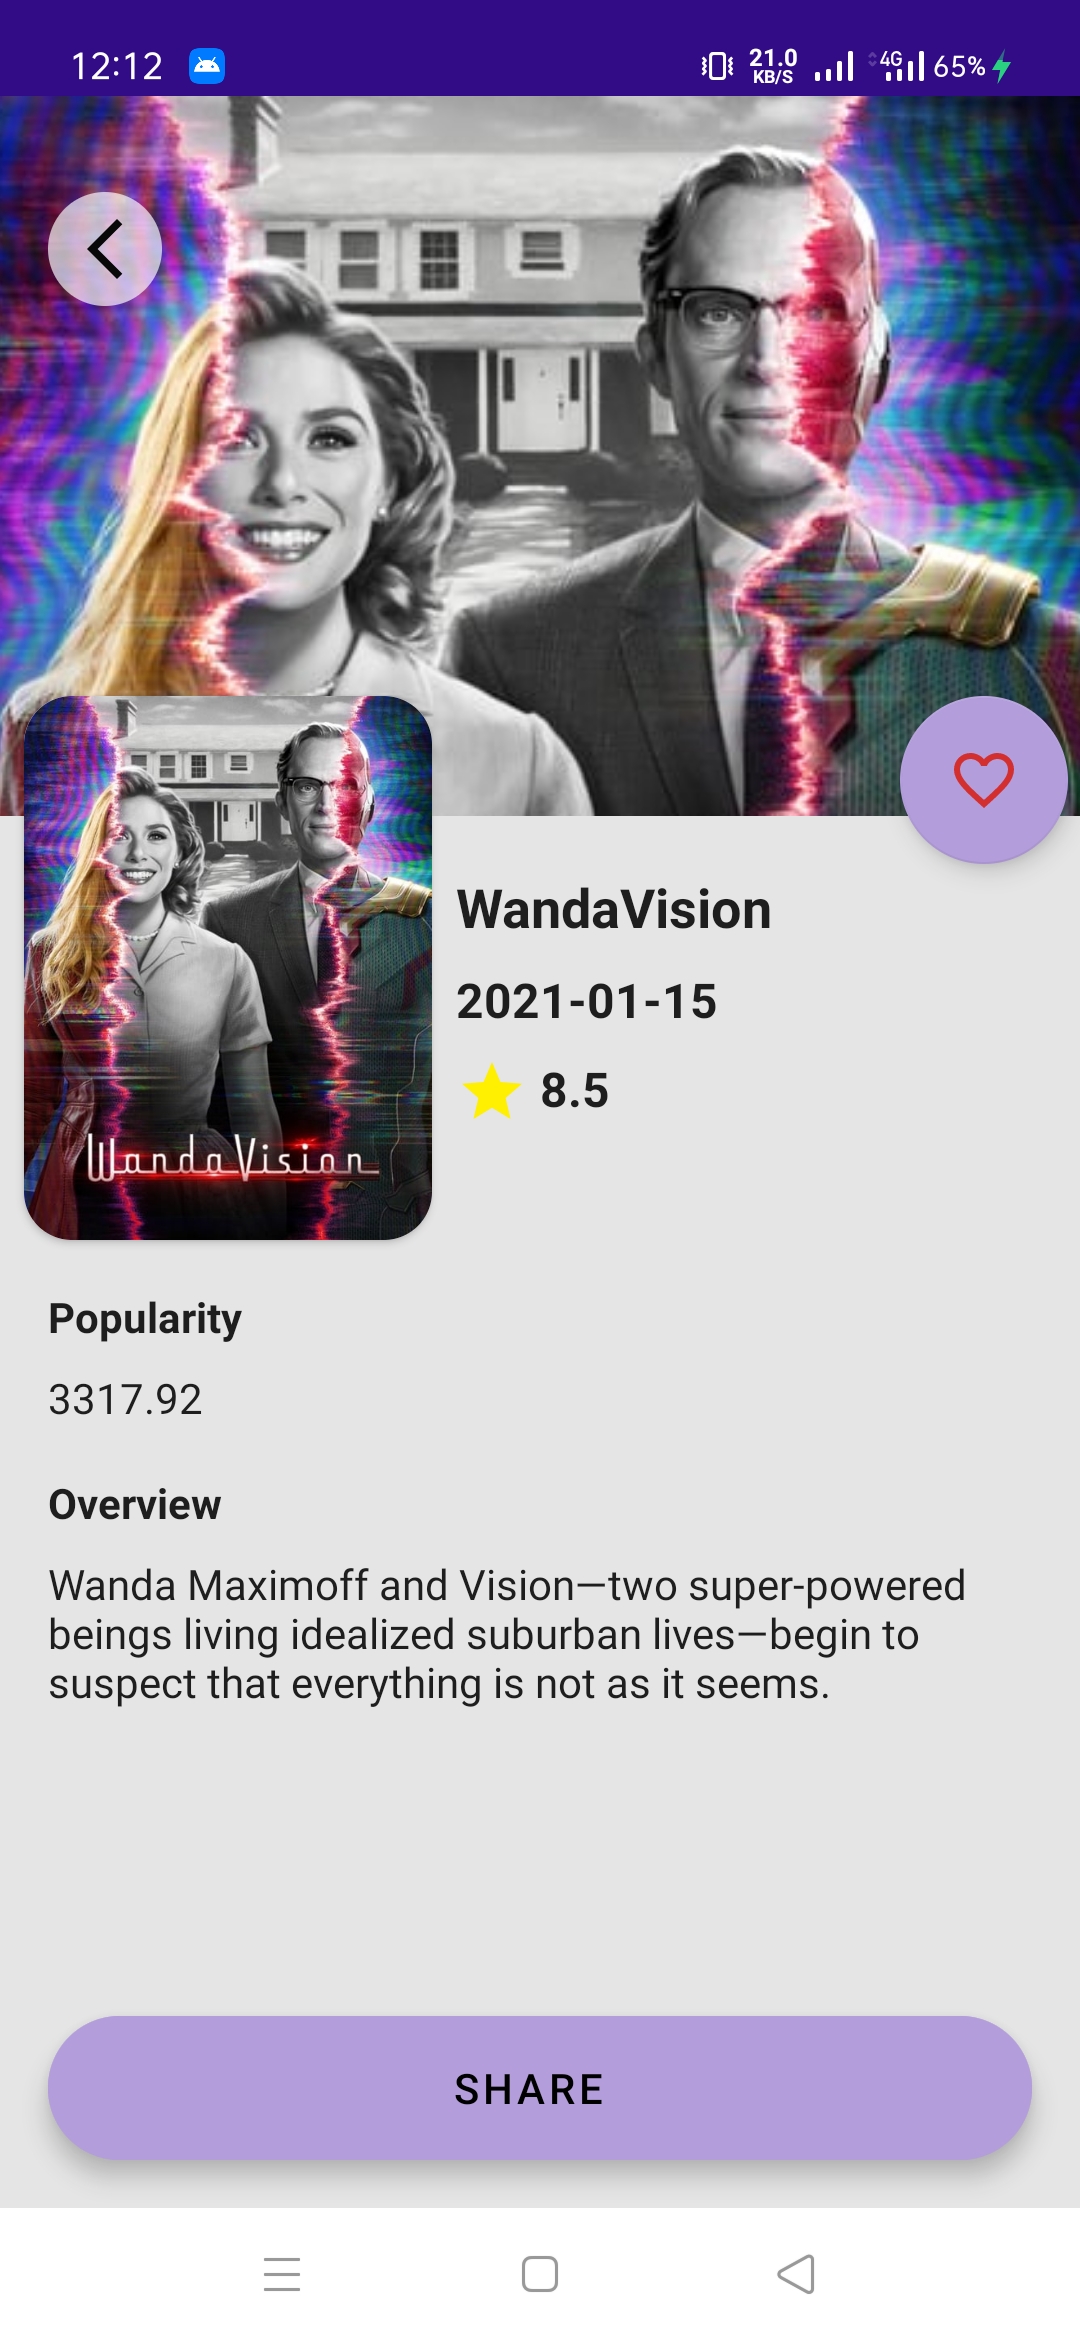 12:12
21.0
KB/S
4G
65%
WandaVision
2021-01-15
8.5
WandaVision
Popularity
3317.92
Overview
Wanda Maximoff and Vision—two super-powered
beings living idealized suburban lives—begin to
suspect that everything is not as it seems.
SHARE